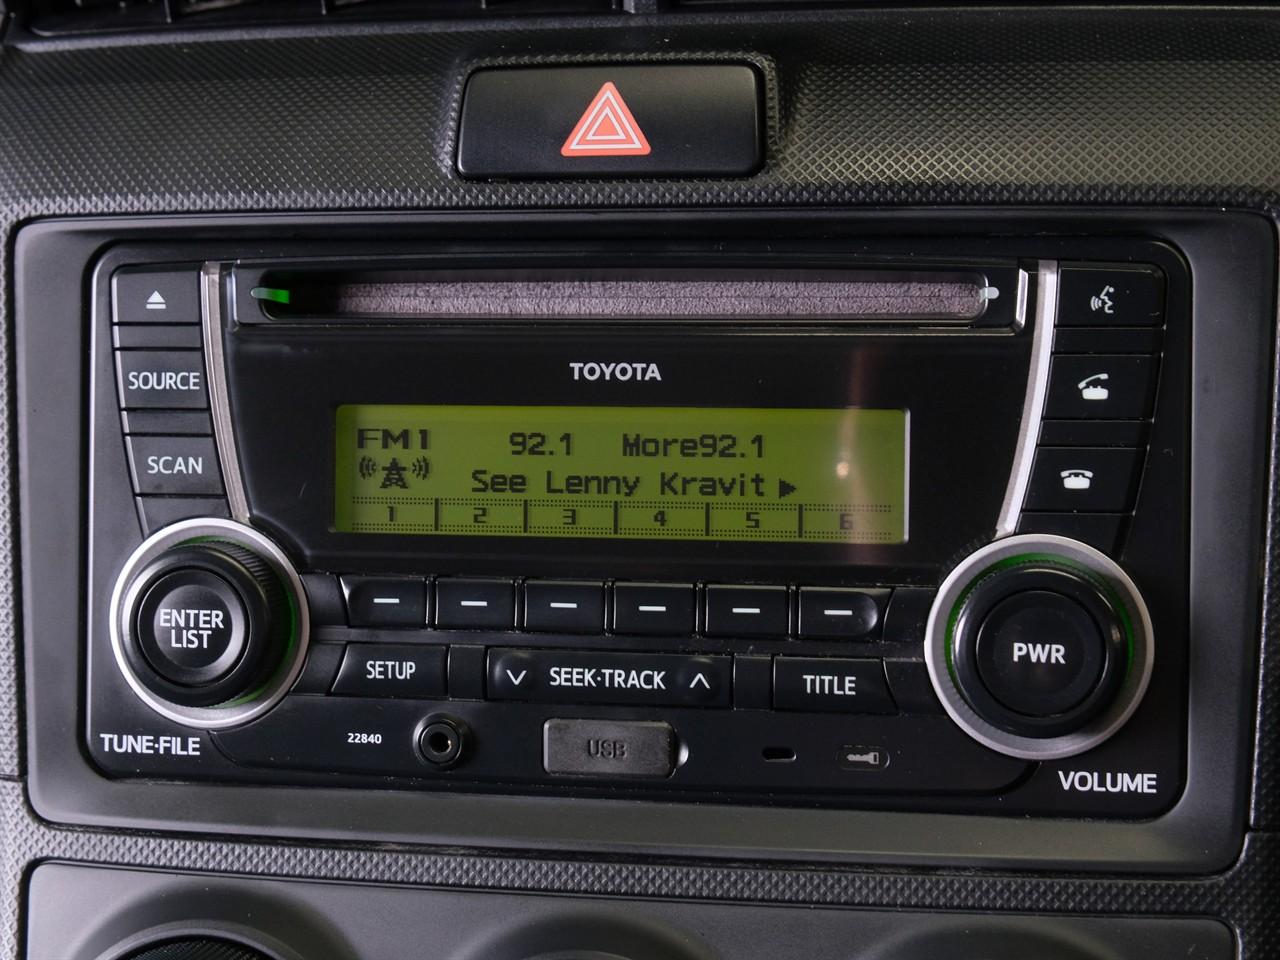 TOYOTA
SOURCE
SCAN
FM1 92.1 More92.1
See Lenny Kravit
1 2 3 4 5 6
ENTER
LIST
PWR
SETUP
SEEK·TRACK
TITLE
TUNE·FILE
22840
USB
VOLUME